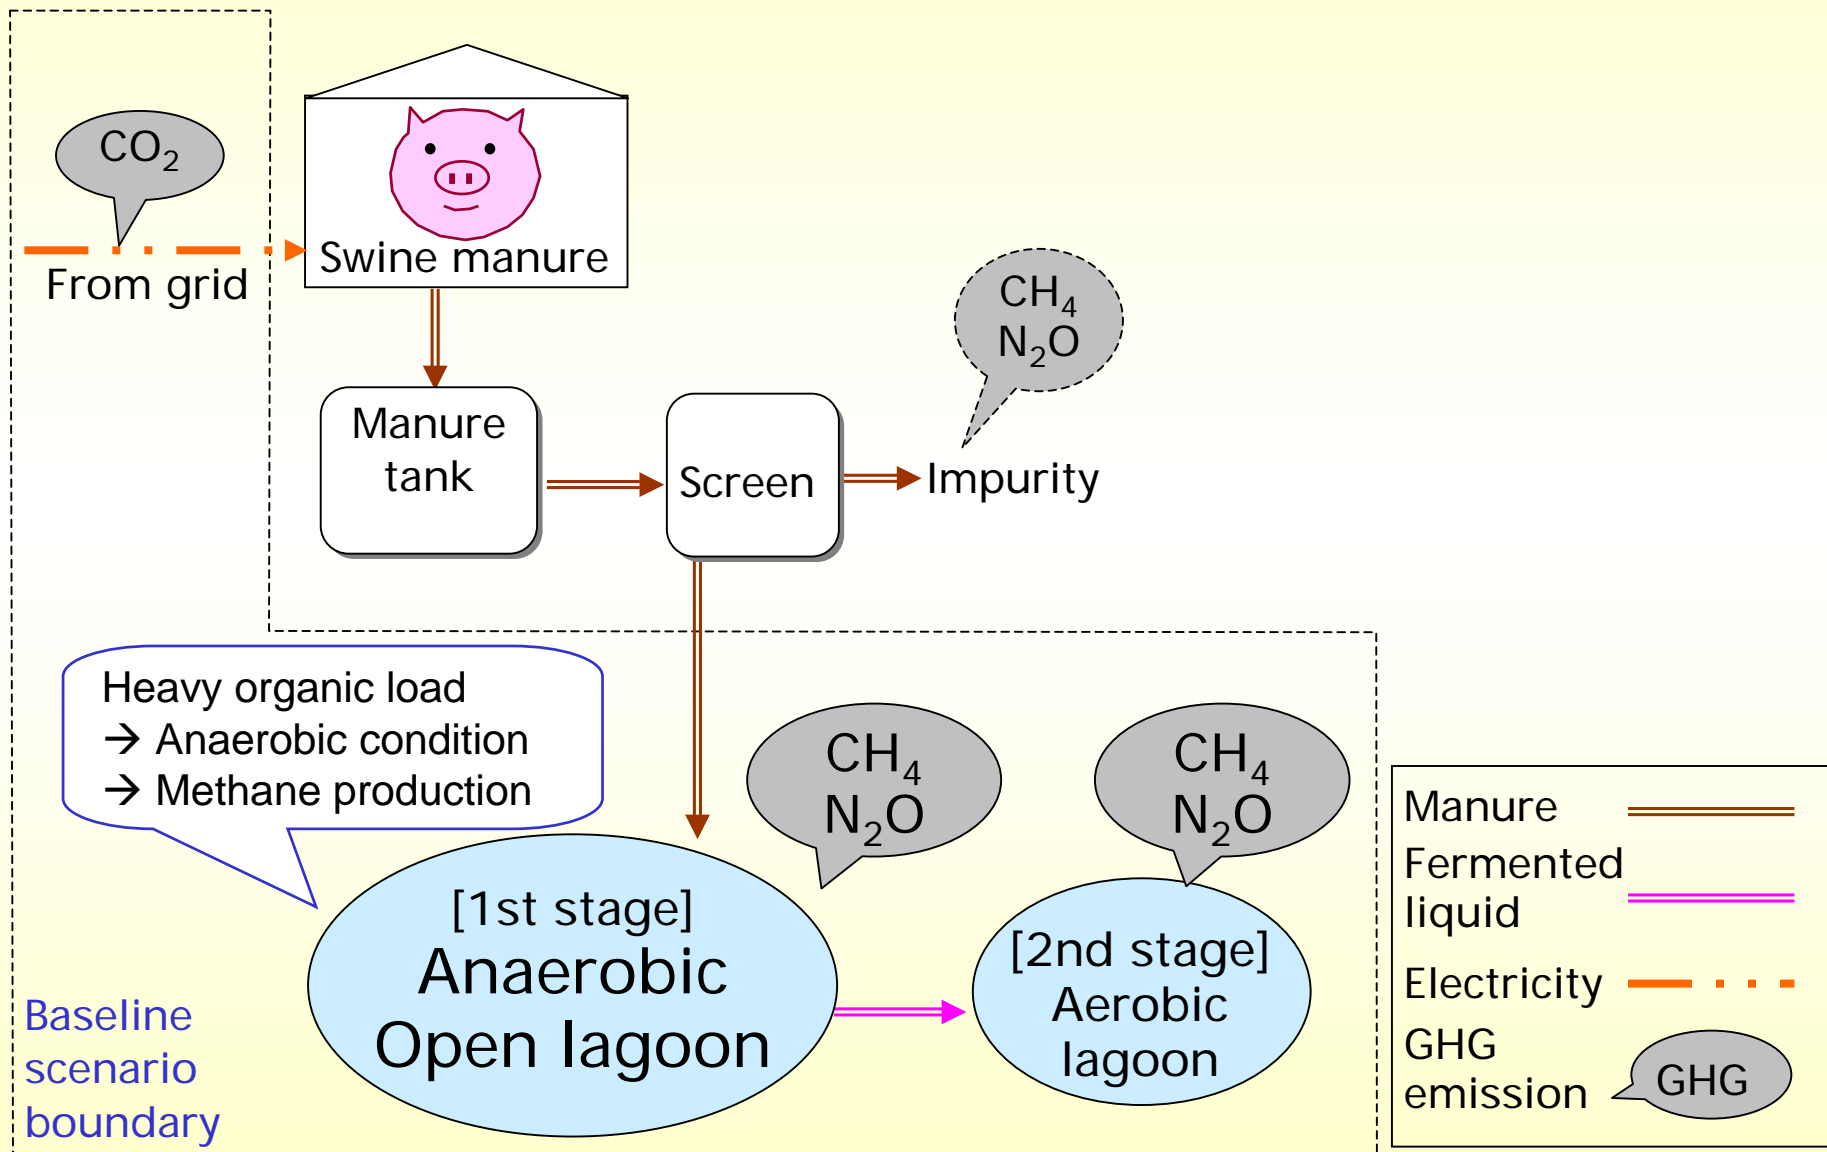 CO₂
From grid
Swine manure
CH₄
N₂O
Manure
tank
Screen
Impurity
Heavy organic load
→ Anaerobic condition
→ Methane production
CH₄
N₂O
CH₄
N₂O
[1st stage]
Anaerobic
Open lagoon
[2nd stage]
Aerobic
lagoon
Baseline
scenario
boundary
Manure
Fermented
liquid
Electricity
GHG
emission
GHG